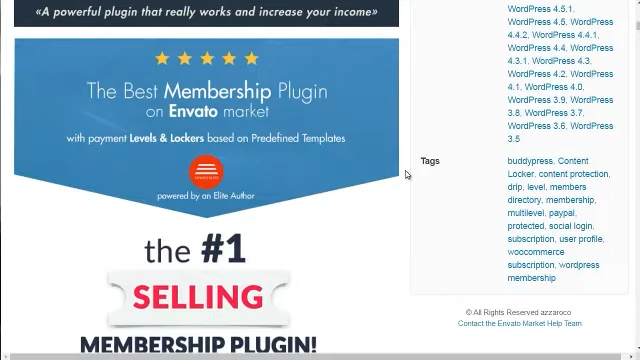 «A powerful plugin that really works and increase your income»
The Best Membership Plugin
on Envato market
with payment Levels & Lockers based on Predefined Templates
powered by an Elite Author
the #1
SELLING
MEMBERSHIP PLUGIN!
WordPress 4.5.1,
WordPress 4.5, WordPress
4.4.2, WordPress 4.4.1,
WordPress 4.4, WordPress
4.3.1, WordPress 4.3,
WordPress 4.2, WordPress
4.1, WordPress 4.0,
WordPress 3.9, WordPress
3.8, WordPress 3.7,
WordPress 3.6, WordPress
3.5
Tags
buddypress, Content
Locker, content protection,
drip, level, members
directory, membership,
multilevel, paypal,
protected, social login,
subscription, user profile,
woocommerce
subscription, wordpress
membership
© All Rights Reserved azzaroco
Contact the Envato Market Help Team